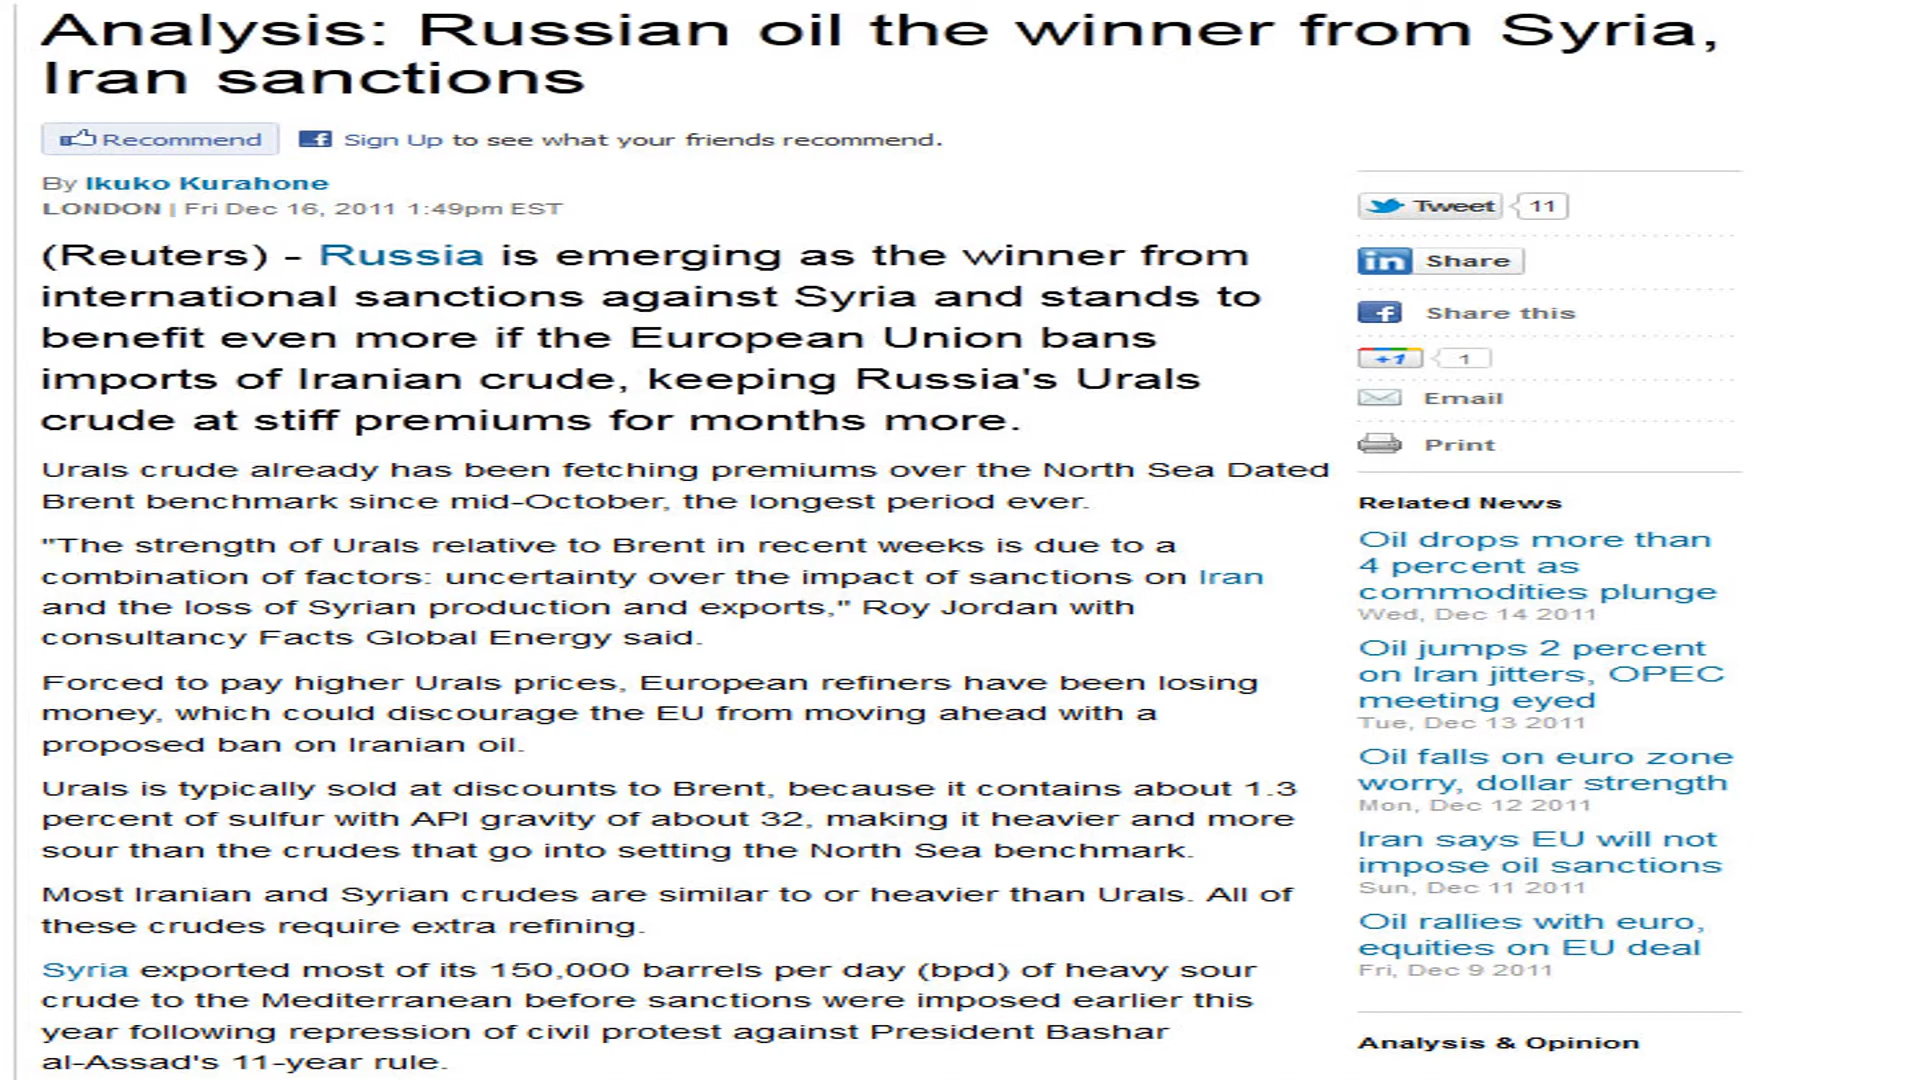 Analysis: Russian oil the winner from Syria,
Iran sanctions
Recommend
Sign Up to see what your friends recommend.
By Ikuko Kurahone
LONDON | Fri Dec 16, 2011 1:49pm EST
(Reuters) - Russia is emerging as the winner from
international sanctions against Syria and stands to
benefit even more if the European Union bans
imports of Iranian crude, keeping Russia's Urals
crude at stiff premiums for months more.
Urals crude already has been fetching premiums over the North Sea Dated
Brent benchmark since mid-October, the longest period ever.
"The strength of Urals relative to Brent in recent weeks is due to a
combination of factors: uncertainty over the impact of sanctions on Iran
and the loss of Syrian production and exports," Roy Jordan with
consultancy Facts Global Energy said.
Forced to pay higher Urals prices, European refiners have been losing
money, which could discourage the EU from moving ahead with a
proposed ban on Iranian oil.
Urals is typically sold at discounts to Brent, because it contains about 1.3
percent of sulfur with API gravity of about 32, making it heavier and more
sour than the crudes that go into setting the North Sea benchmark.
Most Iranian and Syrian crudes are similar to or heavier than Urals. All of
these crudes require extra refining.
Syria exported most of its 150,000 barrels per day (bpd) of heavy sour
crude to the Mediterranean before sanctions were imposed earlier this
year following repression of civil protest against President Bashar
al-Assad's 11-year rule.
Tweet 11
in Share
f Share this
+1 1
Email
Print
Related News
Oil drops more than
4 percent as
commodities plunge
Wed, Dec 14 2011
Oil jumps 2 percent
on Iran jitters, OPEC
meeting eyed
Tue, Dec 13 2011
Oil falls on euro zone
worry, dollar strength
Mon, Dec 12 2011
Iran says EU will not
impose oil sanctions
Sun, Dec 11 2011
Oil rallies with euro,
equities on EU deal
Fri, Dec 9 2011
Analysis & Opinion